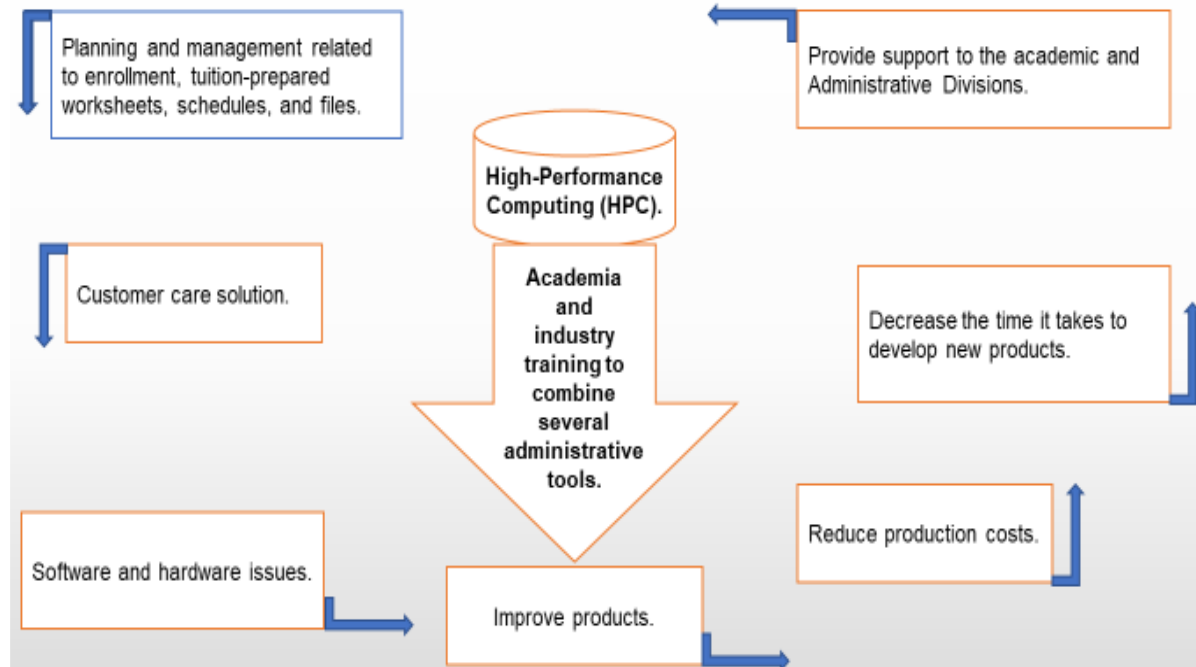 Planning and management related
to enrollment, tuition-prepared
worksheets, schedules, and files.
Provide support to the academic and
Administrative Divisions.
High-Performance
Computing (HPC).
Academia
and
industry
training to
combine
several
administrative
tools.
Customer care solution.
Decrease the time it takes to
develop new products.
Software and hardware issues.
Improve products.
Reduce production costs.